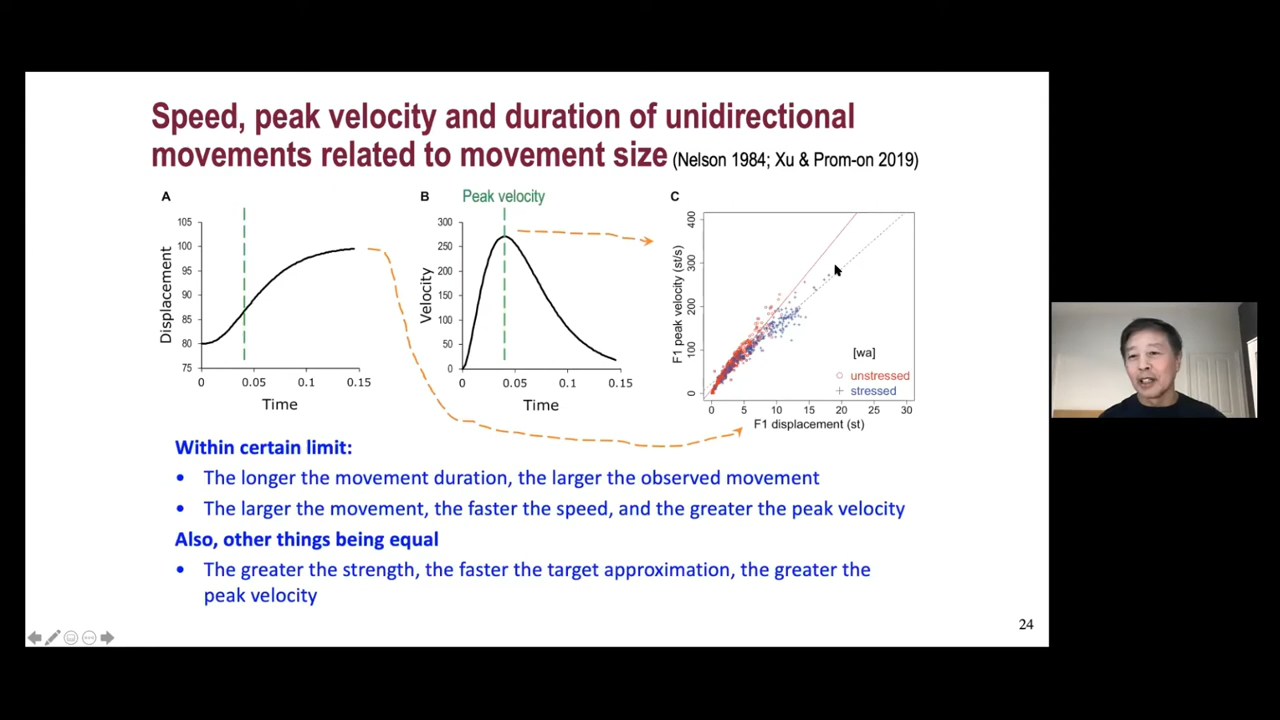 Speed, peak velocity and duration of unidirectional
movements related to movement size (Nelson 1984; Xu & Prom-on 2019)
A
Displacement
105
100
95
90
85
80
75
0 0.05 0.1 0.15
Time
B
Peak velocity
Velocity
300
250
200
150
100
50
0
0 0.05 0.1 0.15
Time
C
F1 peak velocity (st/s)
400
300
200
100
0
[wa]
unstressed
stressed
0 5 10 15 20 25 30
F1 displacement (st)
Within certain limit:
• The longer the movement duration, the larger the observed movement
• The larger the movement, the faster the speed, and the greater the peak velocity
Also, other things being equal
• The greater the strength, the faster the target approximation, the greater the
peak velocity
24